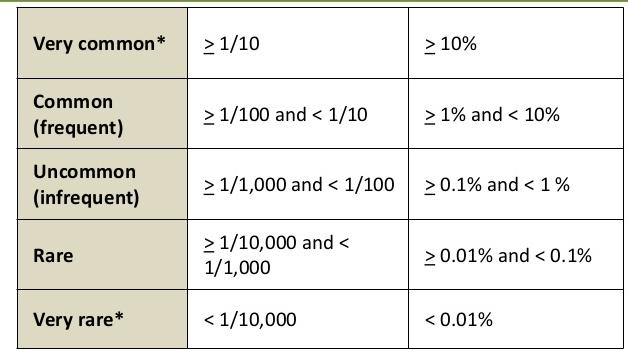 Very common* ≥ 1/10 ≥ 10%
Common
(frequent)
≥ 1/100 and < 1/10 ≥ 1% and < 10%
Uncommon
(infrequent)
≥ 1/1,000 and < 1/100 ≥ 0.1% and < 1 %
Rare
≥ 1/10,000 and <
1/1,000
≥ 0.01% and < 0.1%
Very rare* < 1/10,000 < 0.01%